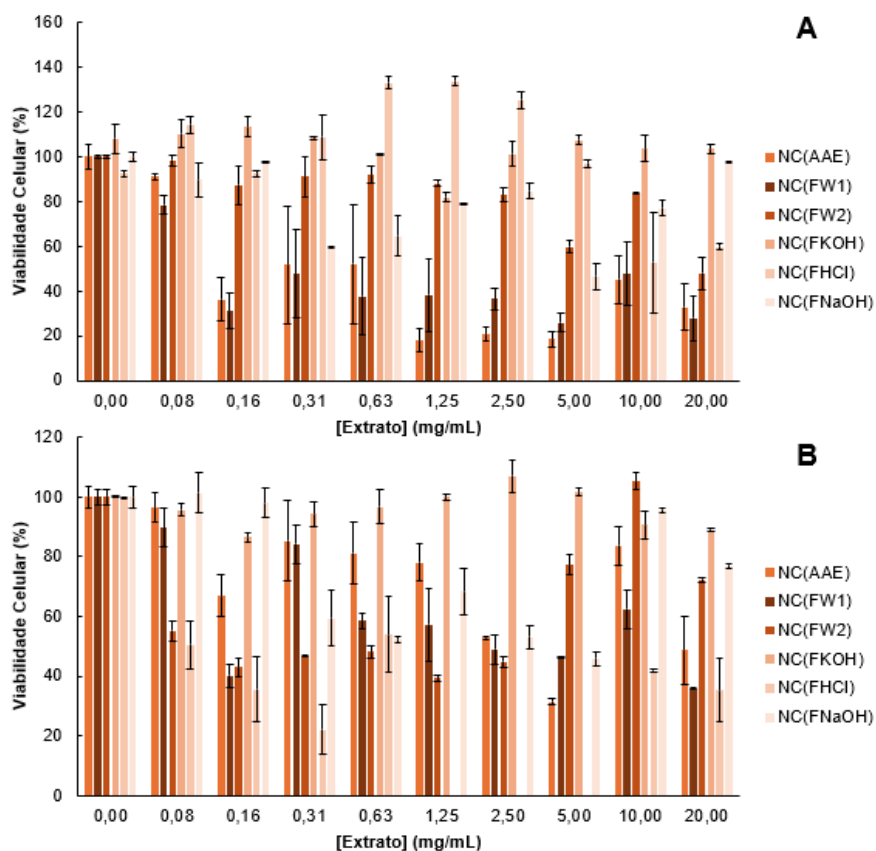 A
Viabilidade Celular (%)
160
140
120
100
80
60
40
20
0
0,00 0,08 0,16 0,31 0,63 1,25 2,50 5,00 10,00 20,00
[Extrato] (mg/mL)
NC(AAE)
NC(FW1)
NC(FW2)
NC(FKOH)
NC(FHCl)
NC(FNaOH)
B
Viabilidade Celular (%)
120
100
80
60
40
20
0
0,00 0,08 0,16 0,31 0,63 1,25 2,50 5,00 10,00 20,00
[Extrato] (mg/mL)
NC(AAE)
NC(FW1)
NC(FW2)
NC(FKOH)
NC(FHCl)
NC(FNaOH)